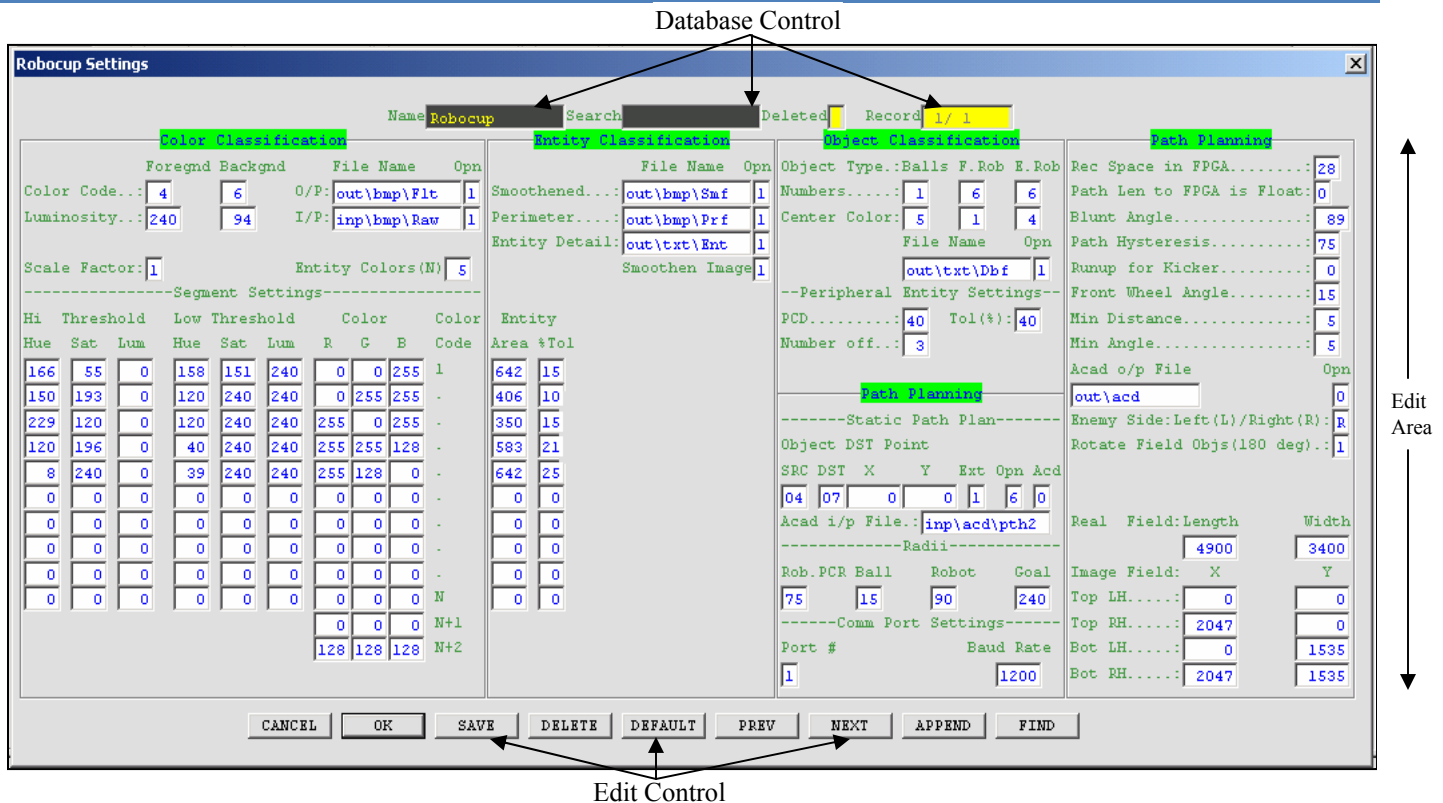 Database Control
Robocup Settings
Name Robocup Search Deleted Record 1/ 1
Color Classification
Foregnd Backgnd File Name Opn
Color Code..: 4 6 O/P: out\bmp\Flt 1
Luminosity..: 240 94 I/P: inp\bmp\Raw 1
Scale Factor: 1 Entity Colors(N) 5
----------------Segment Settings-----------------
Hi Threshold Low Threshold Color Color
Hue Sat Lum Hue Sat Lum R G B Code
166 55 0 158 151 240 0 0 255 1
150 193 0 120 240 240 0 255 255 .
229 120 0 120 240 240 255 0 255 .
120 196 0 40 240 240 255 255 128 .
8 240 0 39 240 240 255 128 0 .
0 0 0 0 0 0 0 0 0 .
0 0 0 0 0 0 0 0 0 .
0 0 0 0 0 0 0 0 0 .
0 0 0 0 0 0 0 0 0 .
0 0 0 0 0 0 0 0 0 N
0 0 0 N+1
128 128 128 N+2
Entity Classification
File Name Opn
Smoothened...: out\bmp\Smf 1
Perimeter....: out\bmp\Prf 1
Entity Detail: out\txt\Ent 1
Smoothen Image 1
Entity
Area %Tol
642 15
406 10
350 15
583 21
642 25
0 0
0 0
0 0
0 0
0 0
Object Classification
Object Type.:Balls F.Rob E.Rob
Numbers.....: 1 6 6
Center Color: 5 1 4
File Name Opn
out\txt\Dbf 1
--Peripheral Entity Settings--
PCD.........: 40 Tol(%): 40
Number off..: 3
Path Planning
-------Static Path Plan-------
Object DST Point
SRC DST X Y Ext Opn Acd
04 07 0 0 1 6 0
Acad i/p File.: inp\acd\pth2
-------------Radii------------
Rob.PCR Ball Robot Goal
75 15 90 240
------Comm Port Settings------
Port # Baud Rate
1 1200
Path Planning
Rec Space in FPGA........: 28
Path Len to FPGA is Float: 0
Blunt Angle..............: 89
Path Hysteresis..........: 75
Runup for Kicker.........: 0
Front Wheel Angle........: 15
Min Distance.............: 5
Min Angle................: 5
Acad o/p File Opn
out\acd 0
Enemy Side:Left(L)/Right(R): R
Rotate Field Objs(180 deg).: 1
Real Field:Length Width
4900 3400
Image Field: X Y
Top LH.....: 0 0
Top RH.....: 2047 0
Bot LH.....: 0 1535
Bot RH.....: 2047 1535
Edit
Area
CANCEL OK SAVE DELETE DEFAULT PREV NEXT APPEND FIND
Edit Control